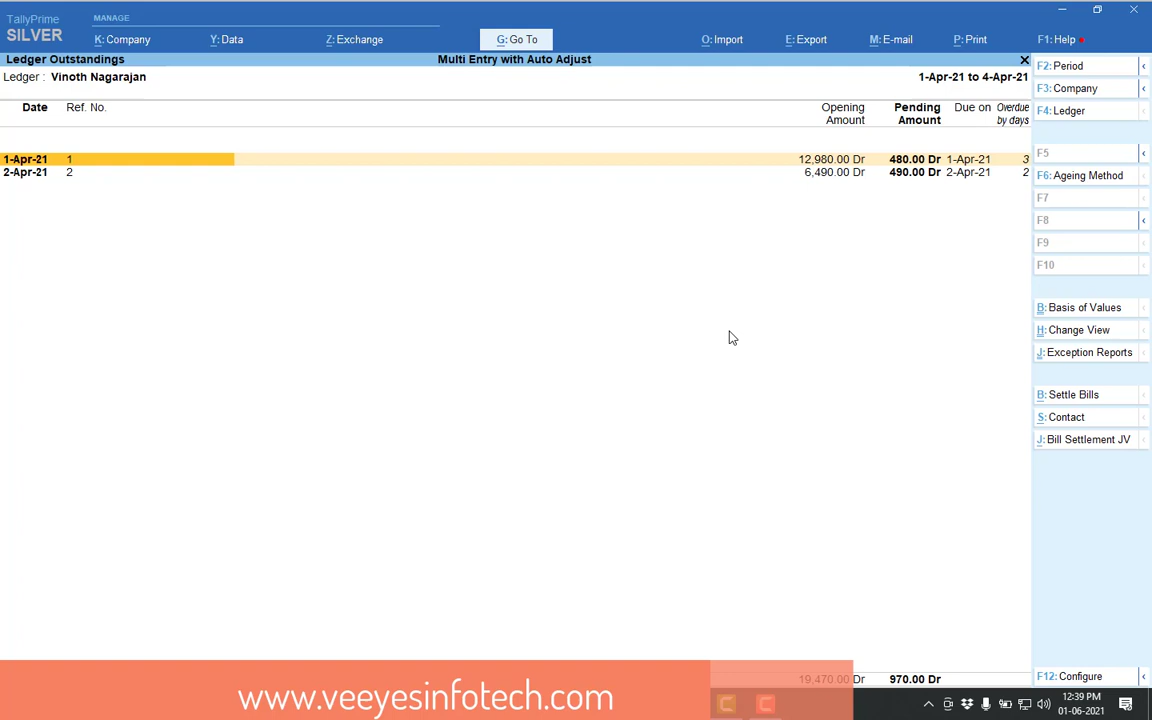 TallyPrime
SILVER
MANAGE
K: Company
Y: Data
Z: Exchange
G: Go To
O: Import
E: Export
M: E-mail
P: Print
F1: Help
Ledger Outstandings
Multi Entry with Auto Adjust
Ledger : Vinoth Nagarajan
1-Apr-21 to 4-Apr-21
Date Ref. No. Opening Amount Pending Amount Due on Overdue by days
1-Apr-21 1 12,980.00 Dr 480.00 Dr 1-Apr-21 3
2-Apr-21 2 6,490.00 Dr 490.00 Dr 2-Apr-21 2
19,470.00 Dr 970.00 Dr
F2: Period
F3: Company
F4: Ledger
F5
F6: Ageing Method
F7
F8
F9
F10
B: Basis of Values
H: Change View
J: Exception Reports
B: Settle Bills
S: Contact
J: Bill Settlement JV
F12: Configure
www.veeyesinfotech.com
12:39 PM
01-06-2021